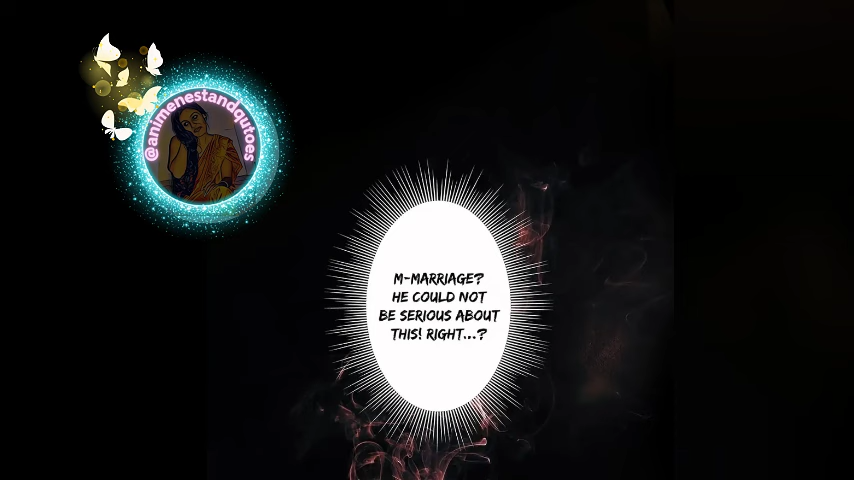 @animenestandqutoes
M-MARRIAGE?
HE COULD NOT
BE SERIOUS ABOUT
THIS! RIGHT...?